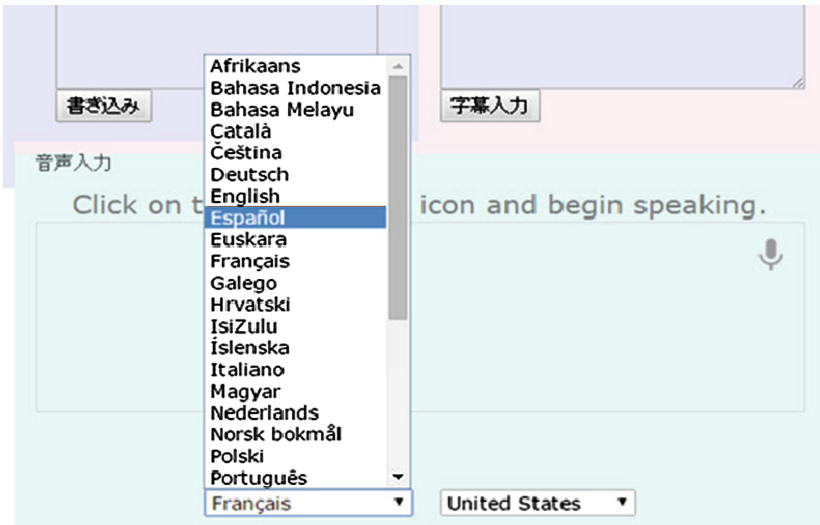 書き込み
字幕入力
音声入力
Click on t icon and begin speaking.
Afrikaans
Bahasa Indonesia
Bahasa Melayu
Català
Čeština
Deutsch
English
Español
Euskara
Français
Galego
Hrvatski
IsiZulu
Íslenska
Italiano
Magyar
Nederlands
Norsk bokmål
Polski
Português
Français
United States